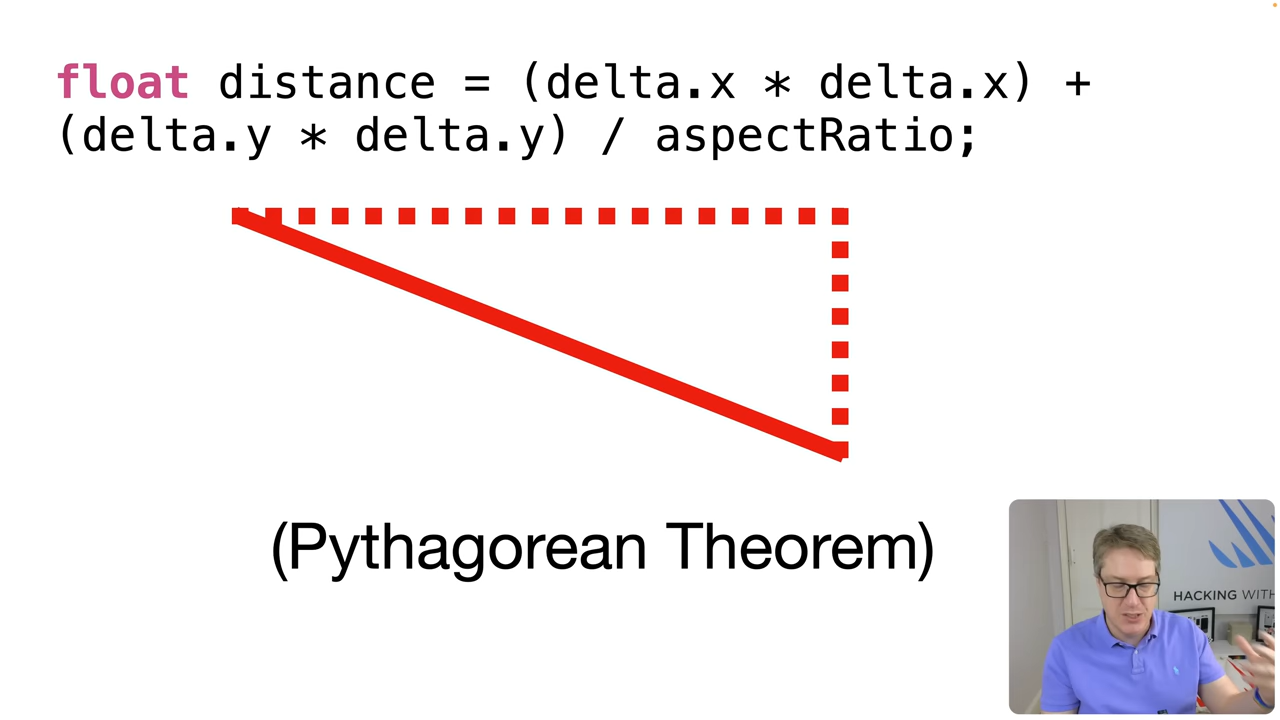 float distance = (delta.x * delta.x) +
(delta.y * delta.y) / aspectRatio;
(Pythagorean Theorem)
HACKING WITH